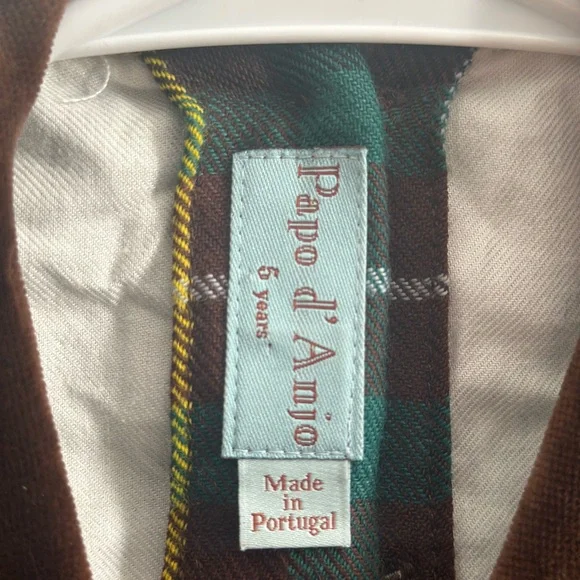 Papo d'Anjo
6 years
Made
in
Portugal